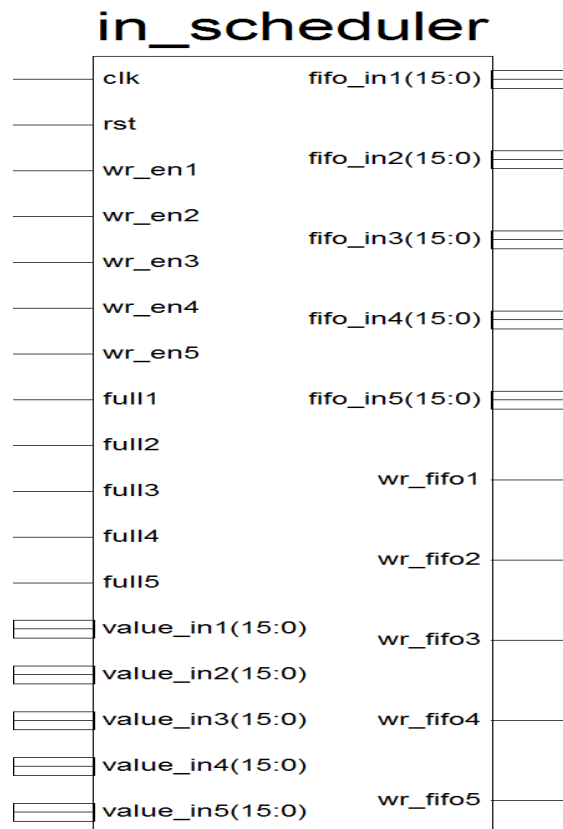 in_scheduler
clk
rst
wr_en1
wr_en2
wr_en3
wr_en4
wr_en5
full1
full2
full3
full4
full5
value_in1(15:0)
value_in2(15:0)
value_in3(15:0)
value_in4(15:0)
value_in5(15:0)
fifo_in1(15:0)
fifo_in2(15:0)
fifo_in3(15:0)
fifo_in4(15:0)
fifo_in5(15:0)
wr_fifo1
wr_fifo2
wr_fifo3
wr_fifo4
wr_fifo5